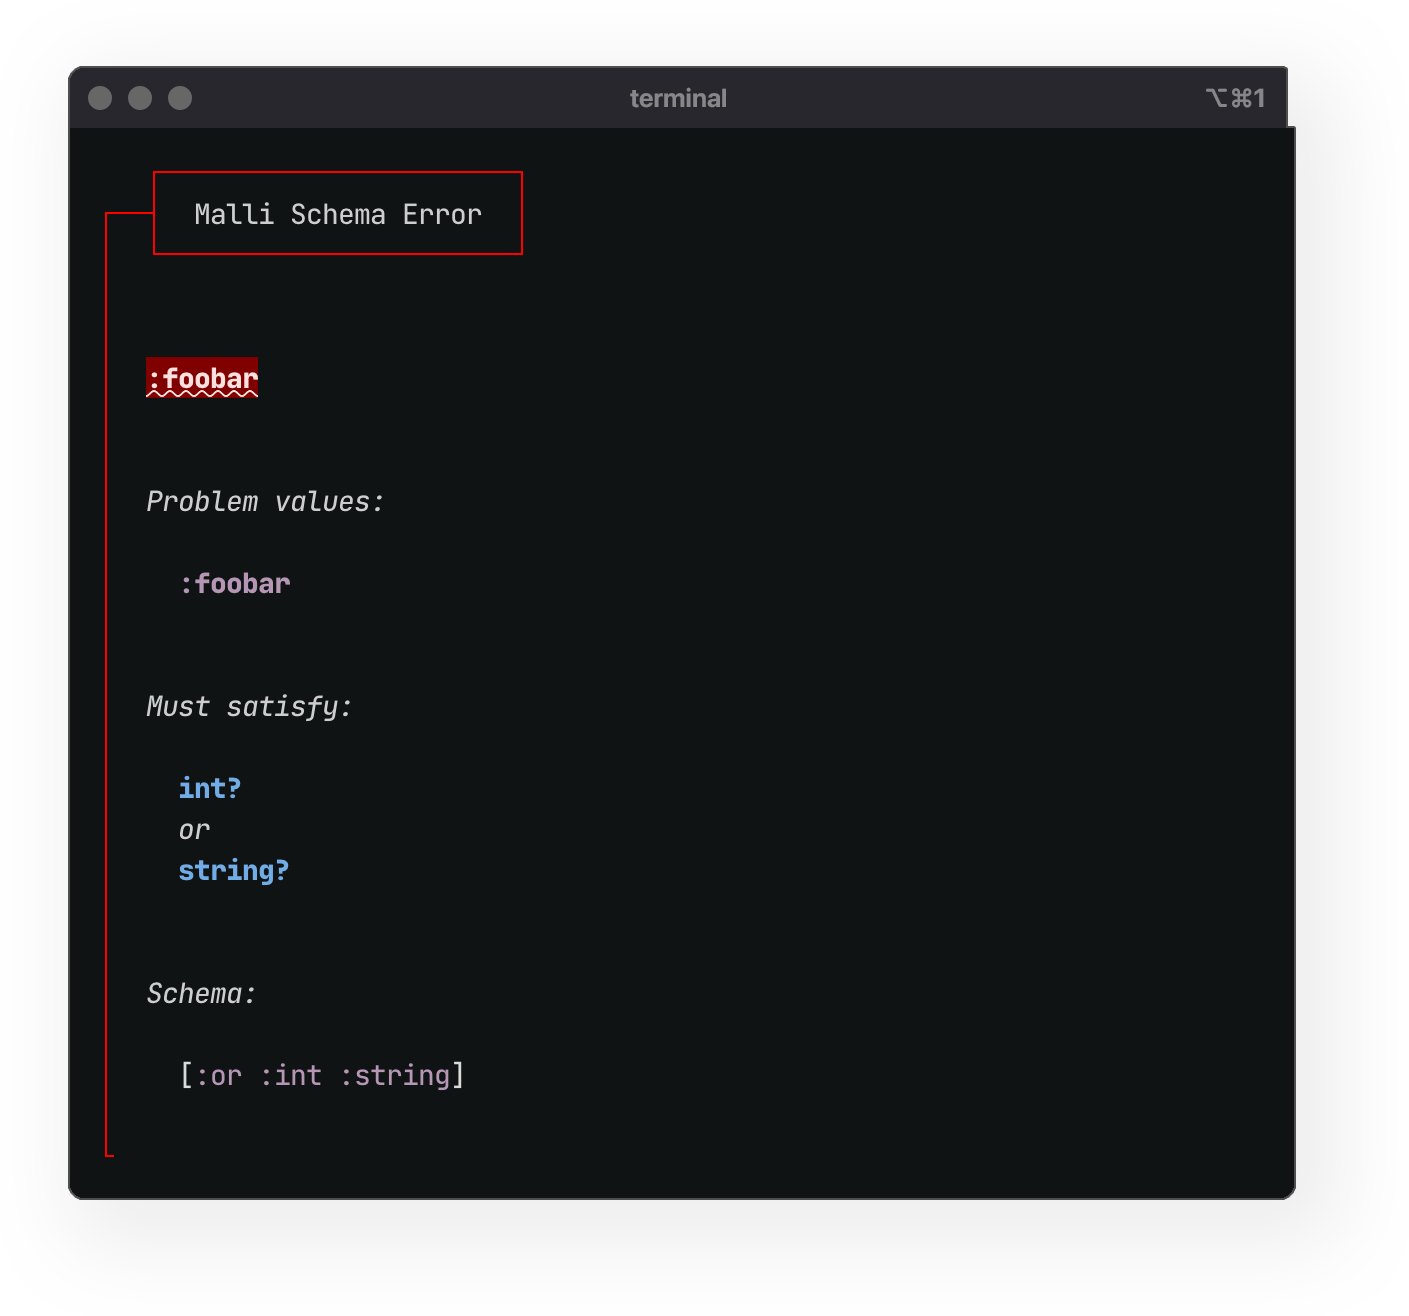 terminal
⌥⌘1
Malli Schema Error
:foobar
Problem values:
:foobar
Must satisfy:
int?
or
string?
Schema:
[:or :int :string]